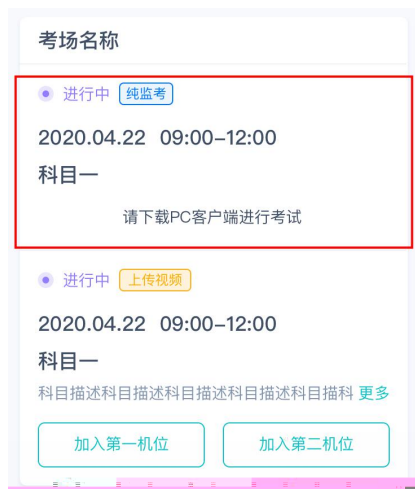 考场名称
进行中 纯监考
2020.04.22 09:00-12:00
科目一
请下载PC客户端进行考试
进行中 上传视频
2020.04.22 09:00-12:00
科目一
科目描述科目描述科目描述科目描述科目描科 更多
加入第一机位 加入第二机位